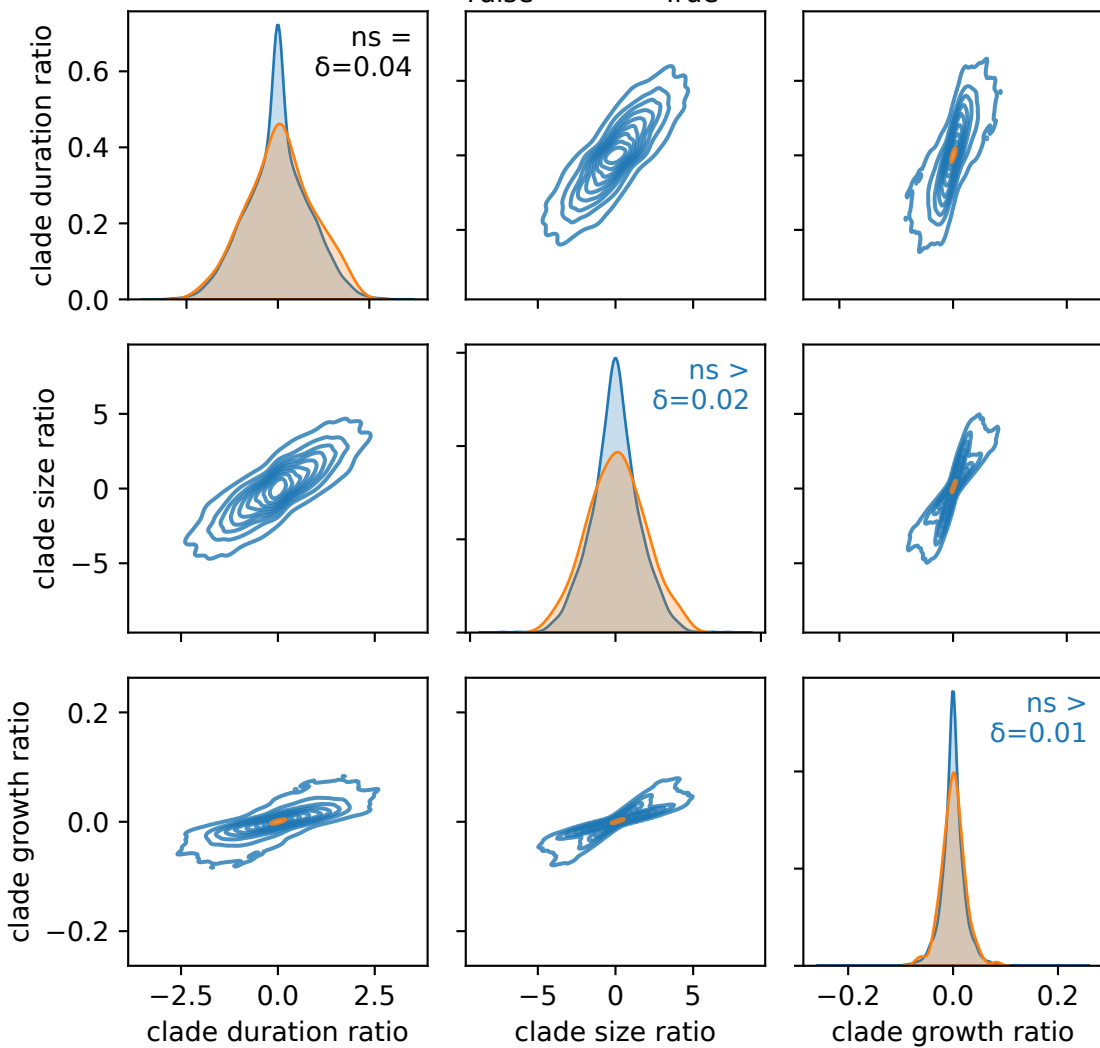 clade duration ratio
0.6
0.4
0.2
0.0
ns =
δ=0.04
clade size ratio
5
0
−5
ns >
δ=0.02
clade growth ratio
0.2
0.0
−0.2
ns >
δ=0.01
−2.5 0.0 2.5
−5 0 5
−0.2 0.0 0.2
clade duration ratio
clade size ratio
clade growth ratio